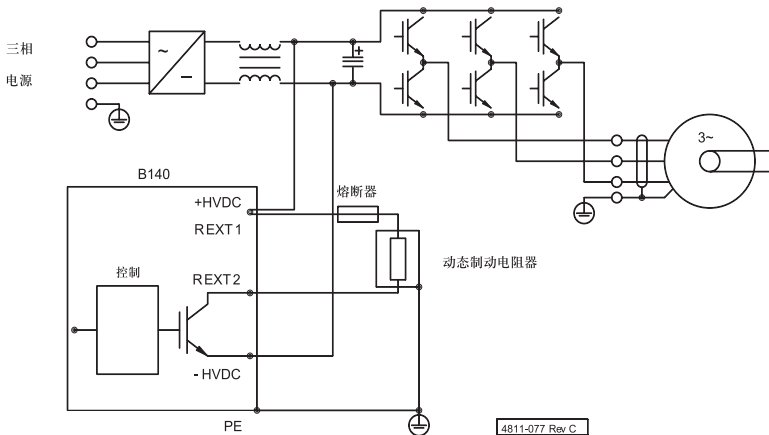 三相
电源
~
−
+
3~
B140
+HVDC
熔断器
REXT1
动态制动电阻器
控制
REXT2
- HVDC
PE
4811-077 Rev C